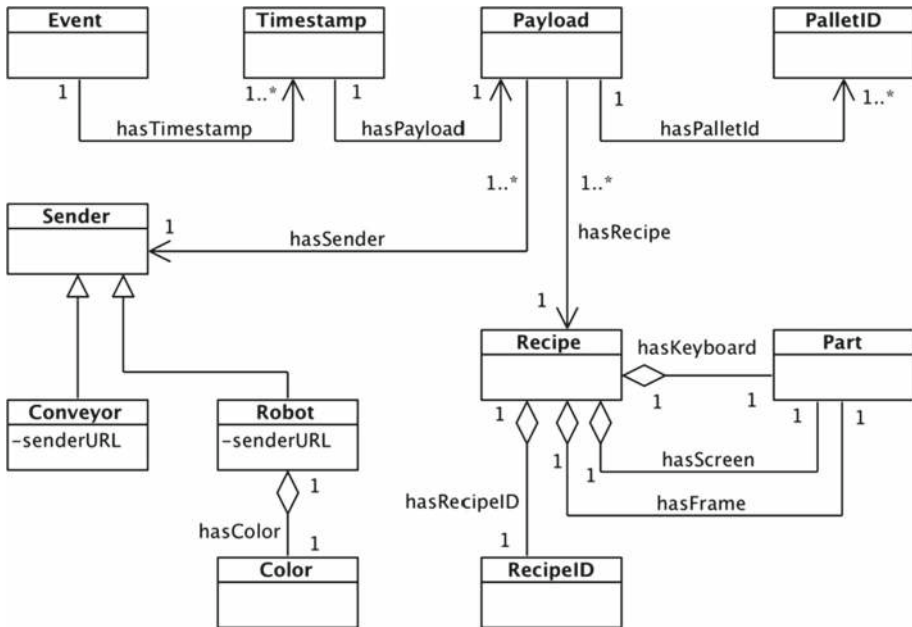 Event
Timestamp
Payload
PalletID
1
1..*
1
1
1
1..*
hasTimestamp
hasPayload
hasPalletId
1..*
1..*
Sender
1
hasSender
hasRecipe
1
Recipe
hasKeyboard
Part
1
1
Conveyor
Robot
1
1
1
-senderURL
-senderURL
1
1
hasScreen
1
hasRecipeID
hasFrame
hasColor
1
1
Color
RecipeID